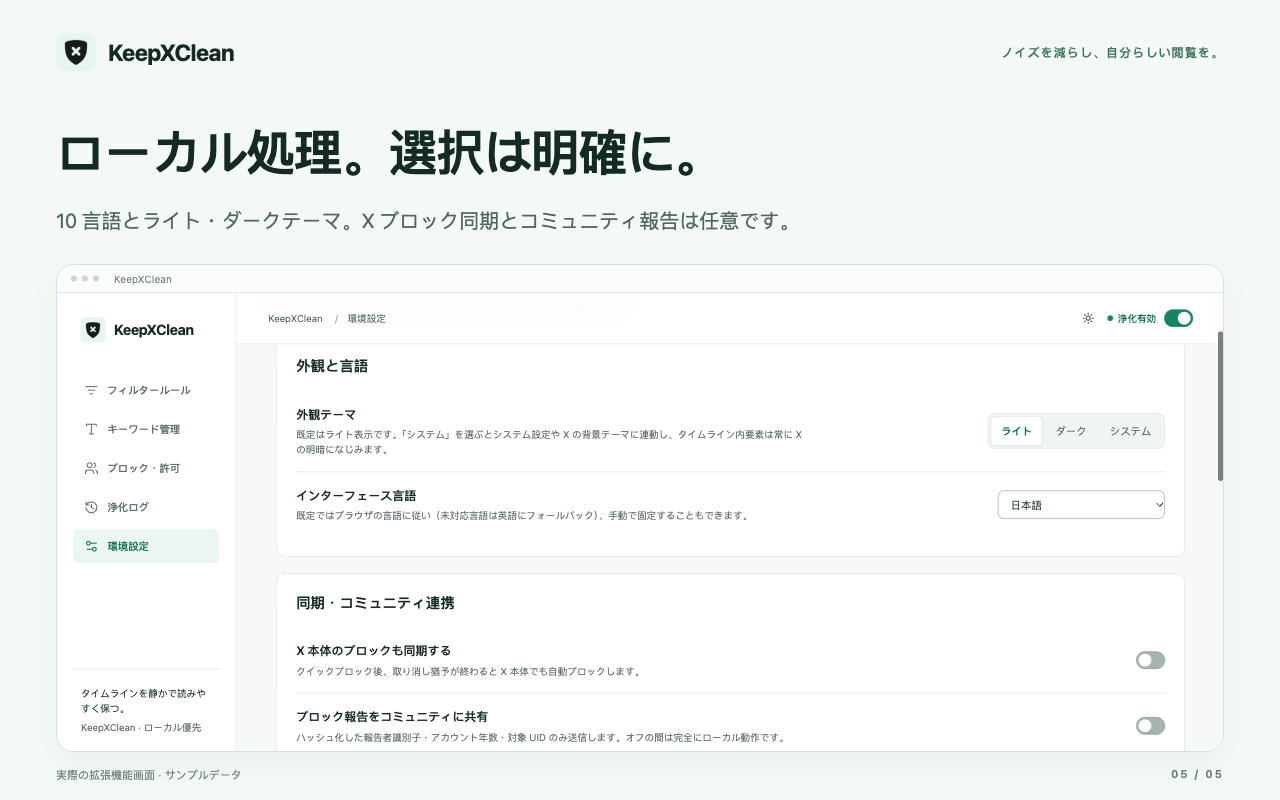 KeepXClean
ノイズを減らし、自分らしい閲覧を。
ローカル処理。選択は明確に。
10 言語とライト・ダークテーマ。X ブロック同期とコミュニティ報告は任意です。
KeepXClean
KeepXClean
KeepXClean / 環境設定
浄化有効
フィルタールール
キーワード管理
ブロック・許可
浄化ログ
環境設定
タイムラインを静かで読みや
すく保つ。
KeepXClean · ローカル優先
外観と言語
外観テーマ
既定はライト表示です。「システム」を選ぶとシステム設定や X の背景テーマに連動し、タイムライン内要素は常に X
の明暗になじみます。
ライト ダーク システム
インターフェース言語
既定ではブラウザの言語に従い（未対応言語は英語にフォールバック）、手動で固定することもできます。
日本語
同期・コミュニティ連携
X 本体のブロックも同期する
クイックブロック後、取り消し猶予が終わると X 本体でも自動ブロックします。
ブロック報告をコミュニティに共有
ハッシュ化した報告者識別子・アカウント年数・対象 UID のみ送信します。オフの間は完全にローカル動作です。
実際の拡張機能画面 · サンプルデータ
05 / 05